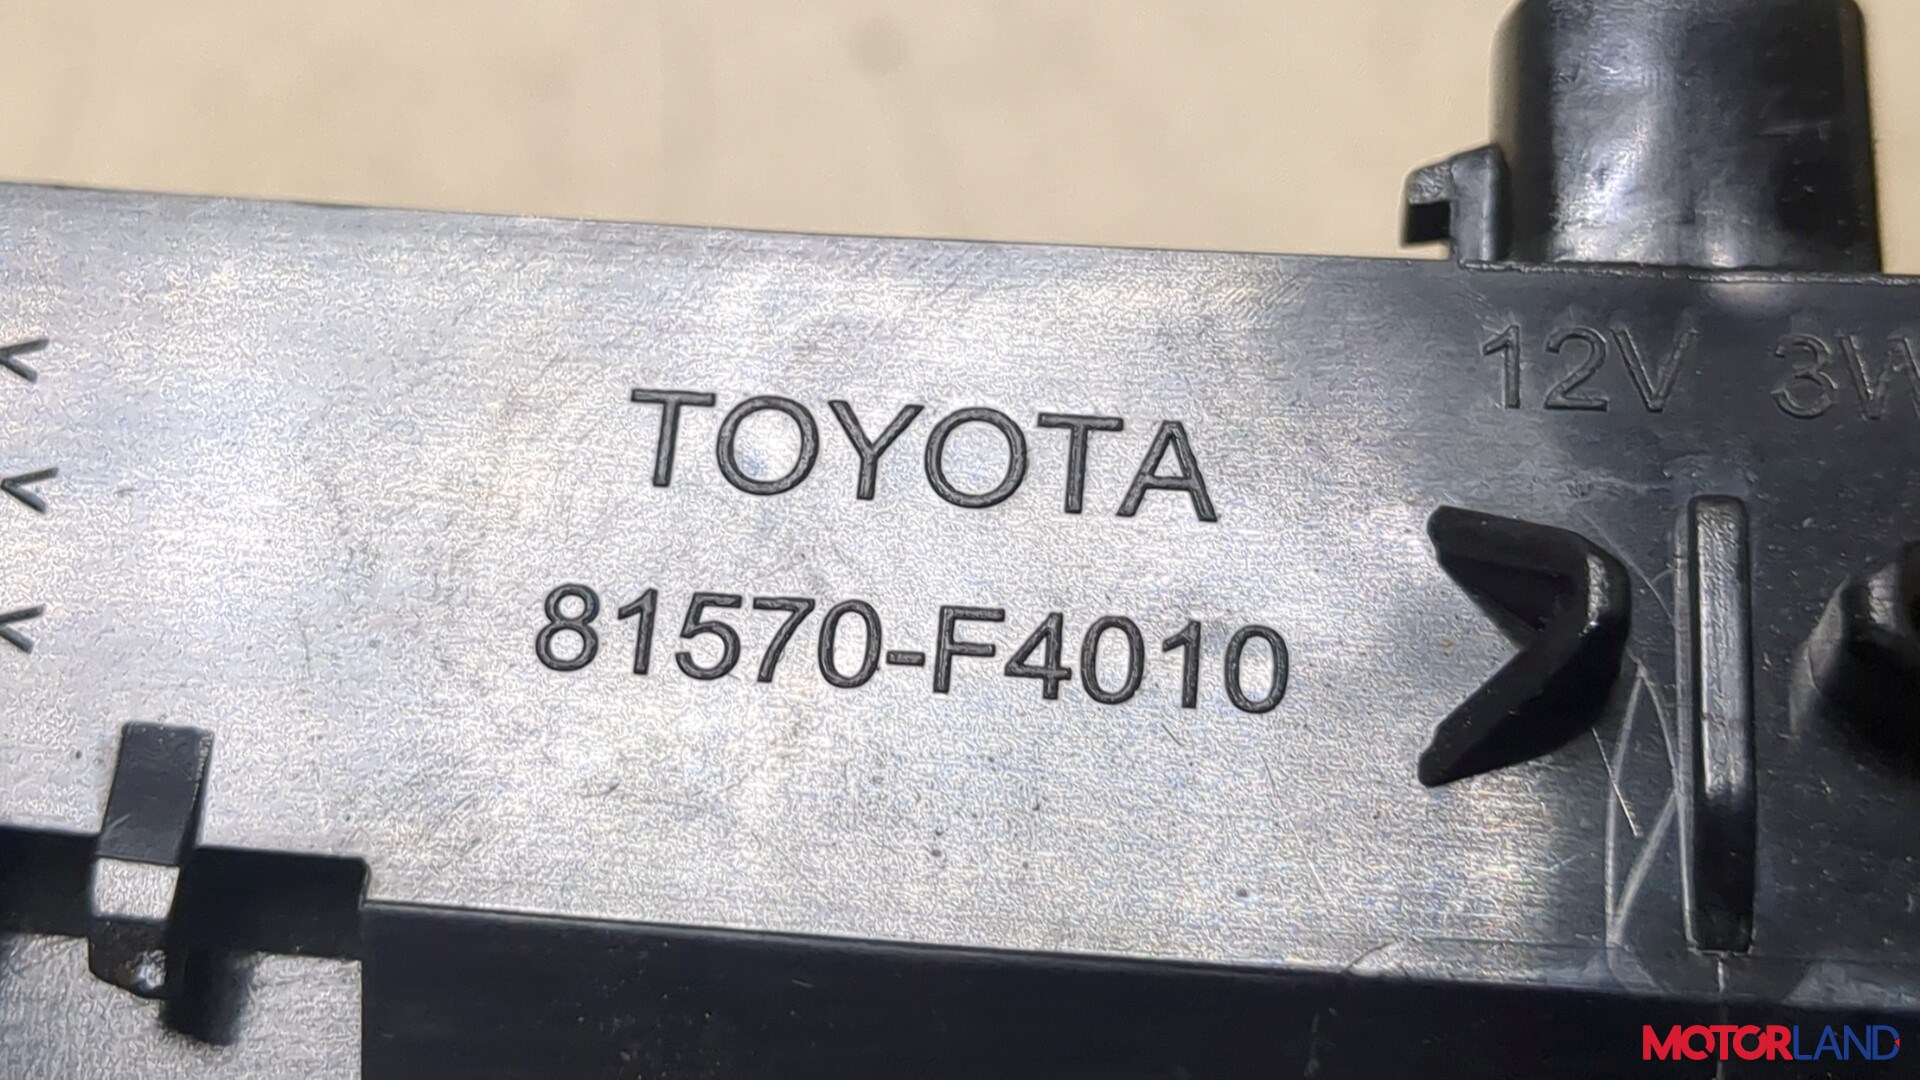 12V 3W
TOYOTA
81570-F4010
<
<
<
MOTORLAND